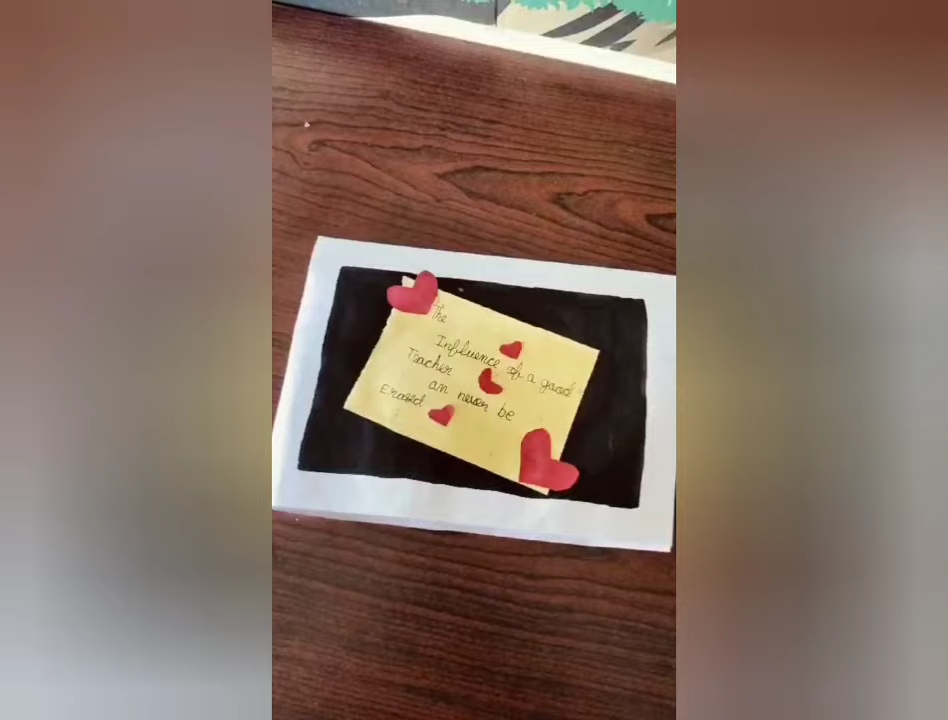 The
Influence of a good
Teacher
an never be
Erased